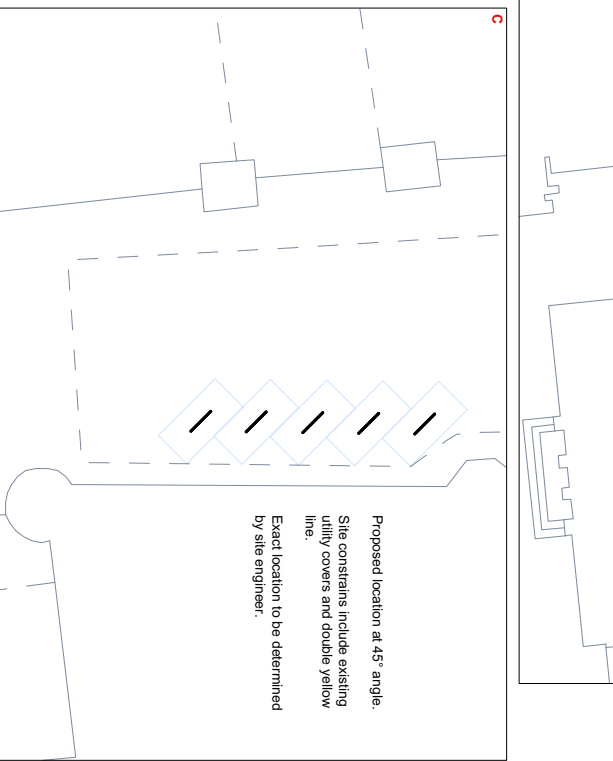 C
Proposed location at 45° angle.
Site constrains include existing
utility covers and double yellow
line.
Exact location to be determined
by site engineer.